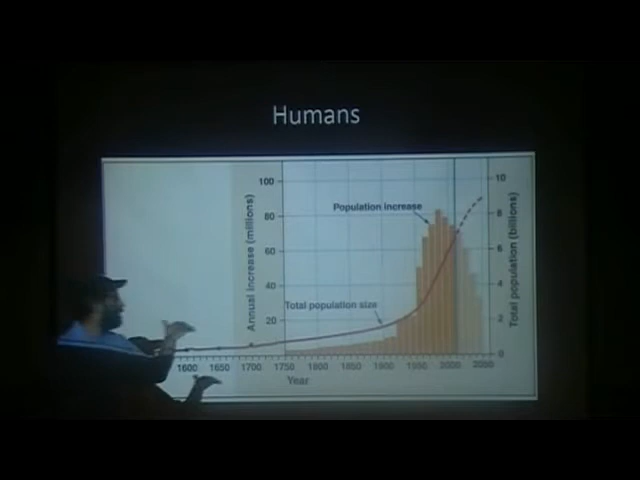 Humans
100
80
60
40
20
Annual increase (millions)
Population increase
Total population size
10
8
6
4
2
0
Total population (billions)
1600 1650 1700 1750 1800 1850 1900 1950 2000 2050
Year